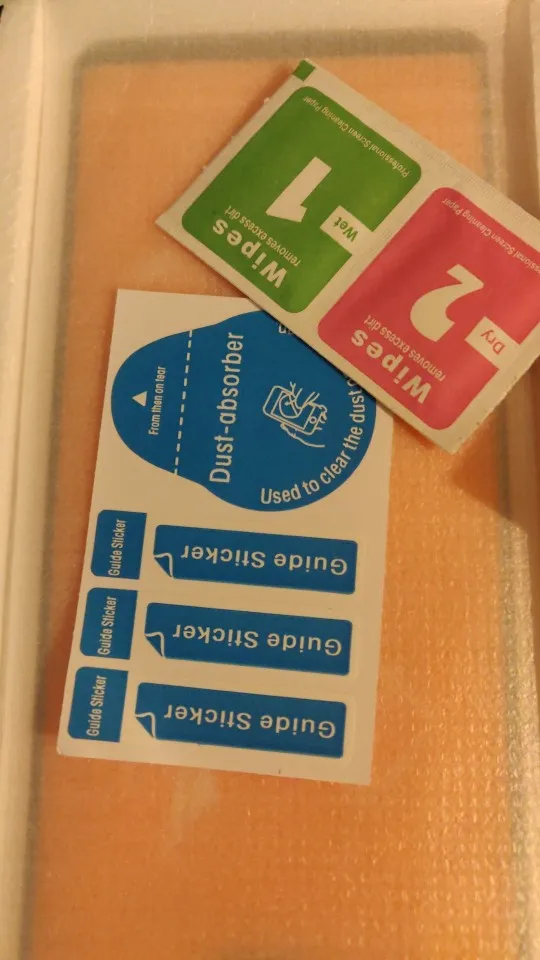 1
Wet
Wipes
removes excess dirt
Professional Screen Cleaning Paper
2
Dry
Wipes
removes excess dirt
Screen Cleaning Paper
From then on tear
Dust-absorber
Used to clear the dust
Guide Sticker
Guide Sticker
Guide Sticker
Guide Sticker
Guide Sticker
Guide Sticker